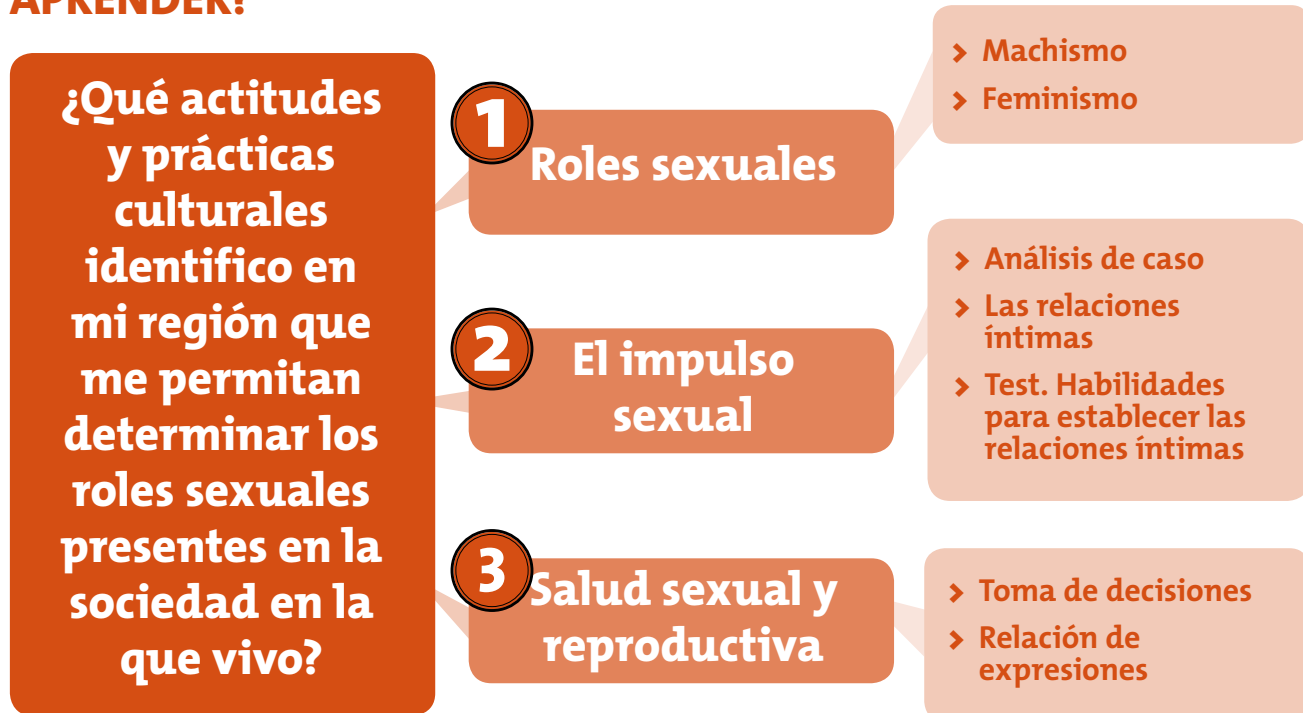 APRENDER?
¿Qué actitudes
y prácticas
culturales
identifico en
mi región que
me permitan
determinar los
roles sexuales
presentes en la
sociedad en la
que vivo?
1
Roles sexuales
> Machismo
> Feminismo
2
El impulso
sexual
> Análisis de caso
> Las relaciones
íntimas
> Test. Habilidades
para establecer las
relaciones íntimas
3
Salud sexual y
reproductiva
> Toma de decisiones
> Relación de
expresiones